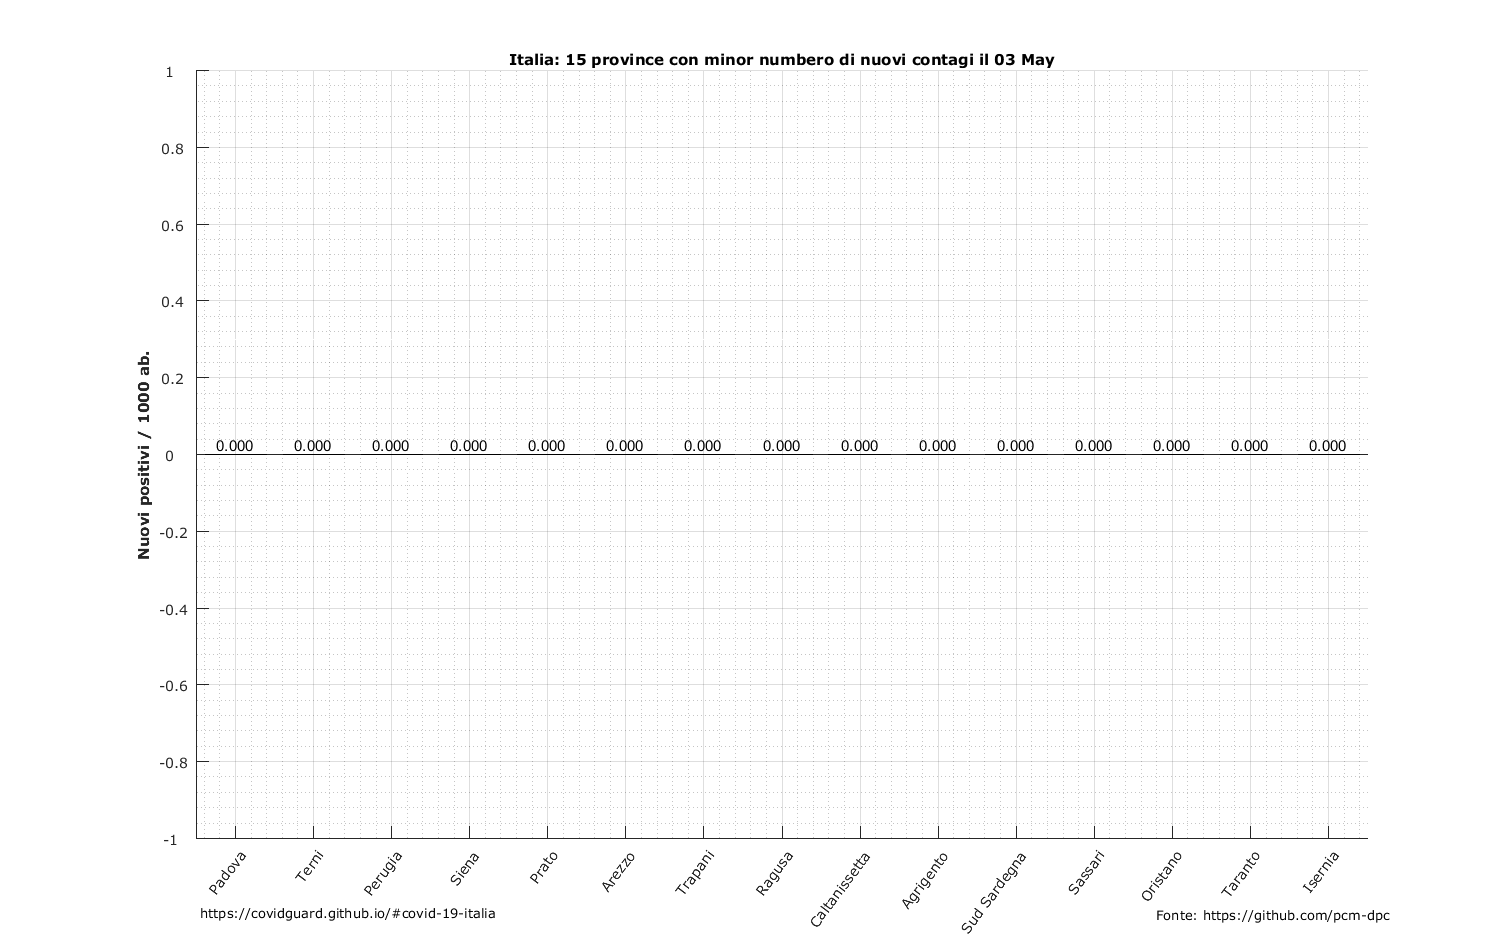 Italia: 15 province con minor numbero di nuovi contagi il 03 May
Nuovi positivi / 1000 ab.
1
0.8
0.6
0.4
0.2
0
-0.2
-0.4
-0.6
-0.8
-1
0.000 0.000 0.000 0.000 0.000 0.000 0.000 0.000 0.000 0.000 0.000 0.000 0.000 0.000 0.000
Padova Terni Perugia Siena Prato Arezzo Trapani Ragusa Caltanissetta Agrigento Sud Sardegna Sassari Oristano Taranto Isernia
https://covidguard.github.io/#covid-19-italia
Fonte: https://github.com/pcm-dpc